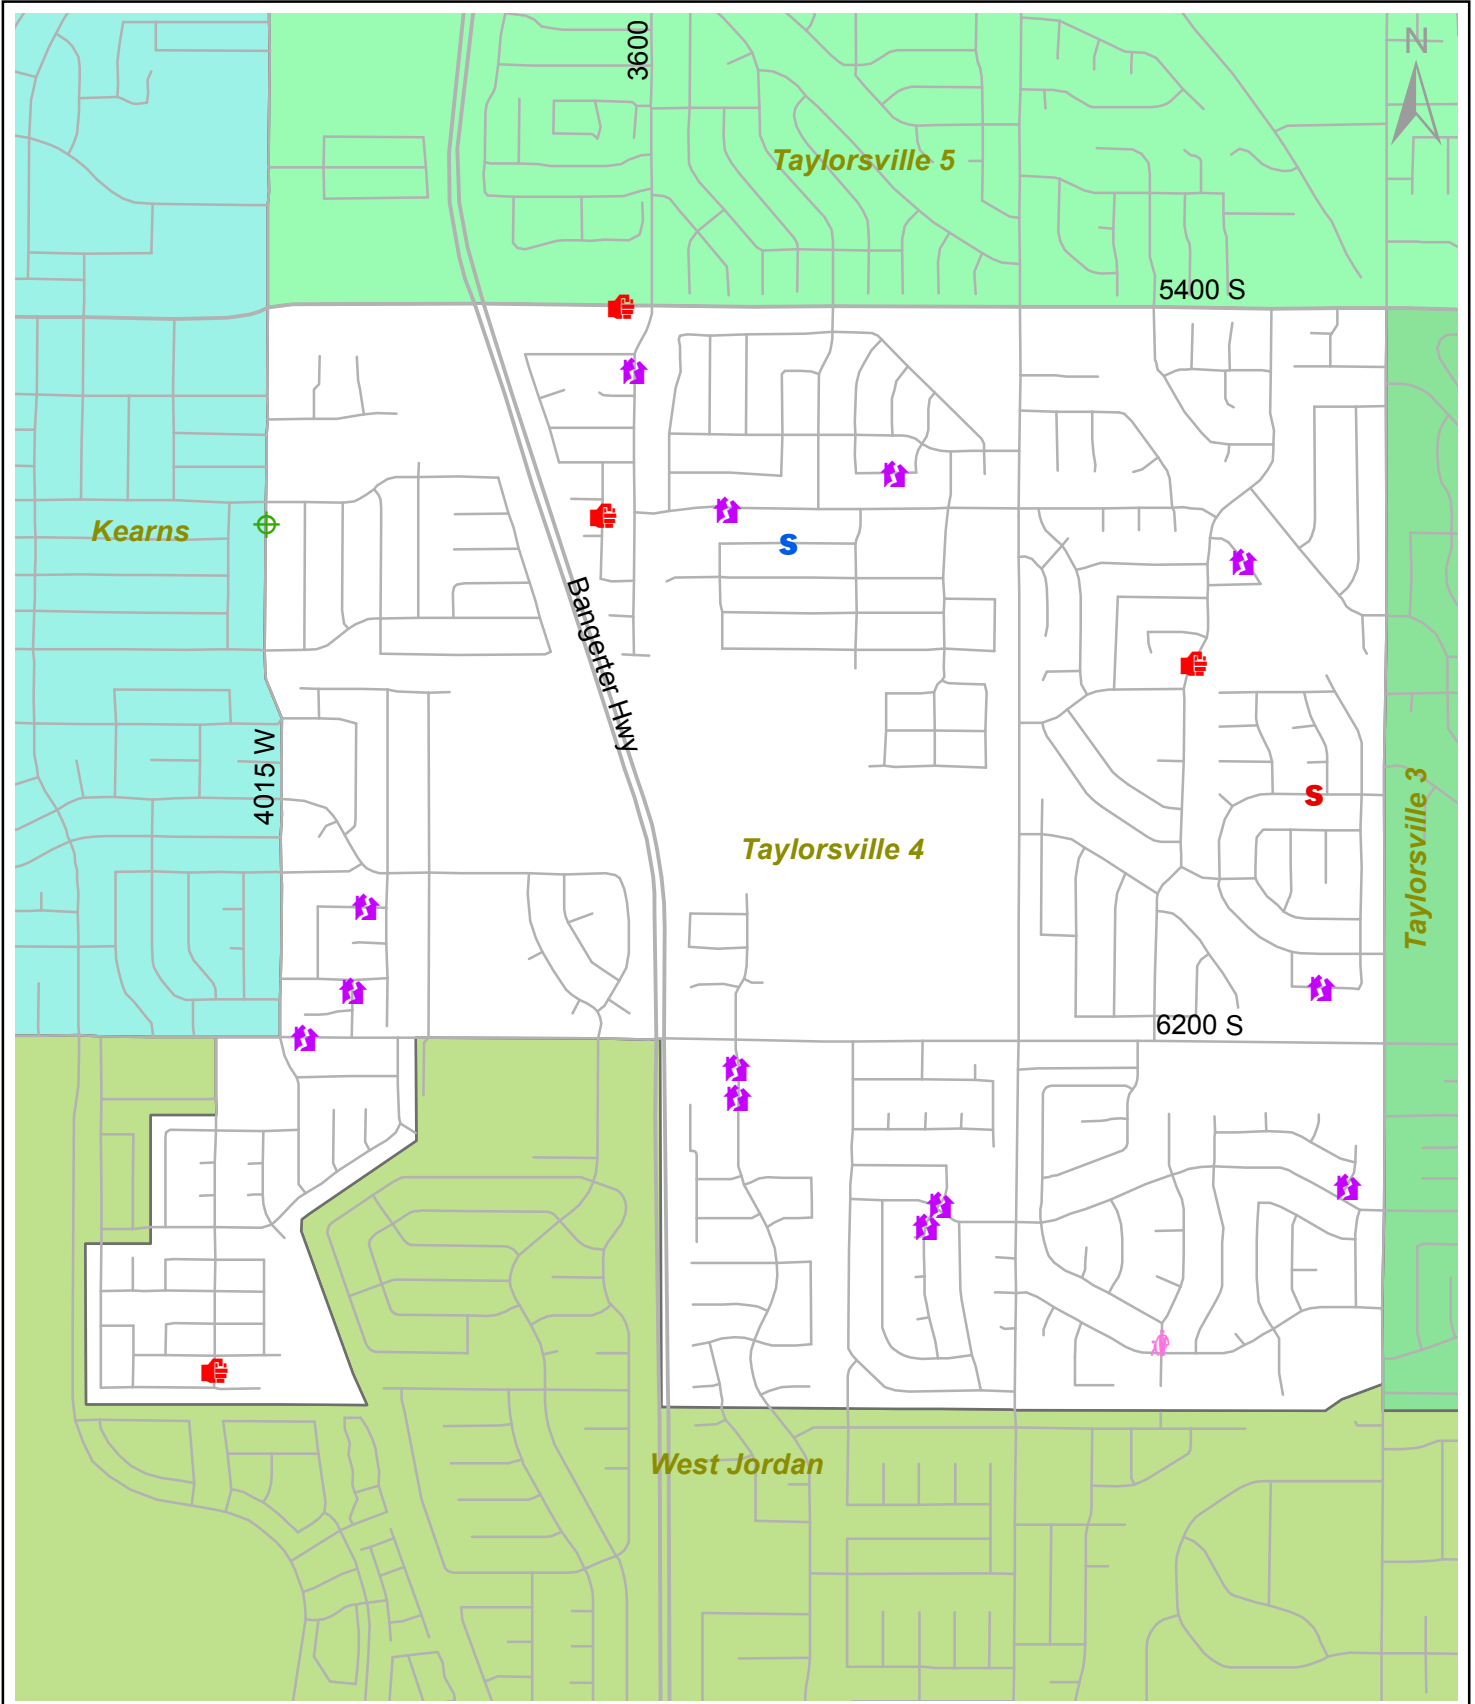 3600
N
Taylorsville 5
5400 S
Kearns
S
Bangerter Hwy
4015 W
S
Taylorsville 3
Taylorsville 4
6200 S
West Jordan